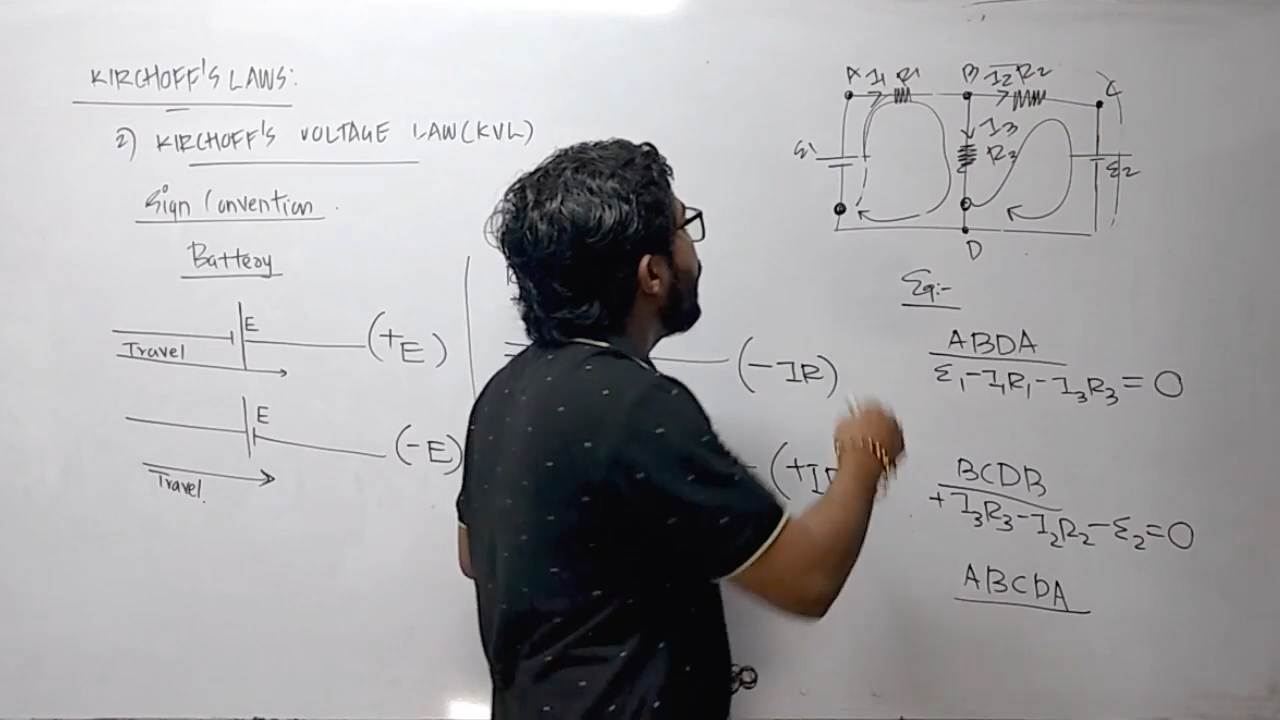 KIRCHOFF'S LAWS:
2) KIRCHOFF'S VOLTAGE LAW(KVL)
Sign Convention
Battery
E
(+E)
Travel
E
(-E)
Travel
(-IR)
A I1 R1 B I2 R2 C
I3
R3
ε1
ε2
D
Eq:-
ABDA
ε1-I1R1-I3R3=0
BCDB
+I3R3-I2R2-ε2=0
ABCDA